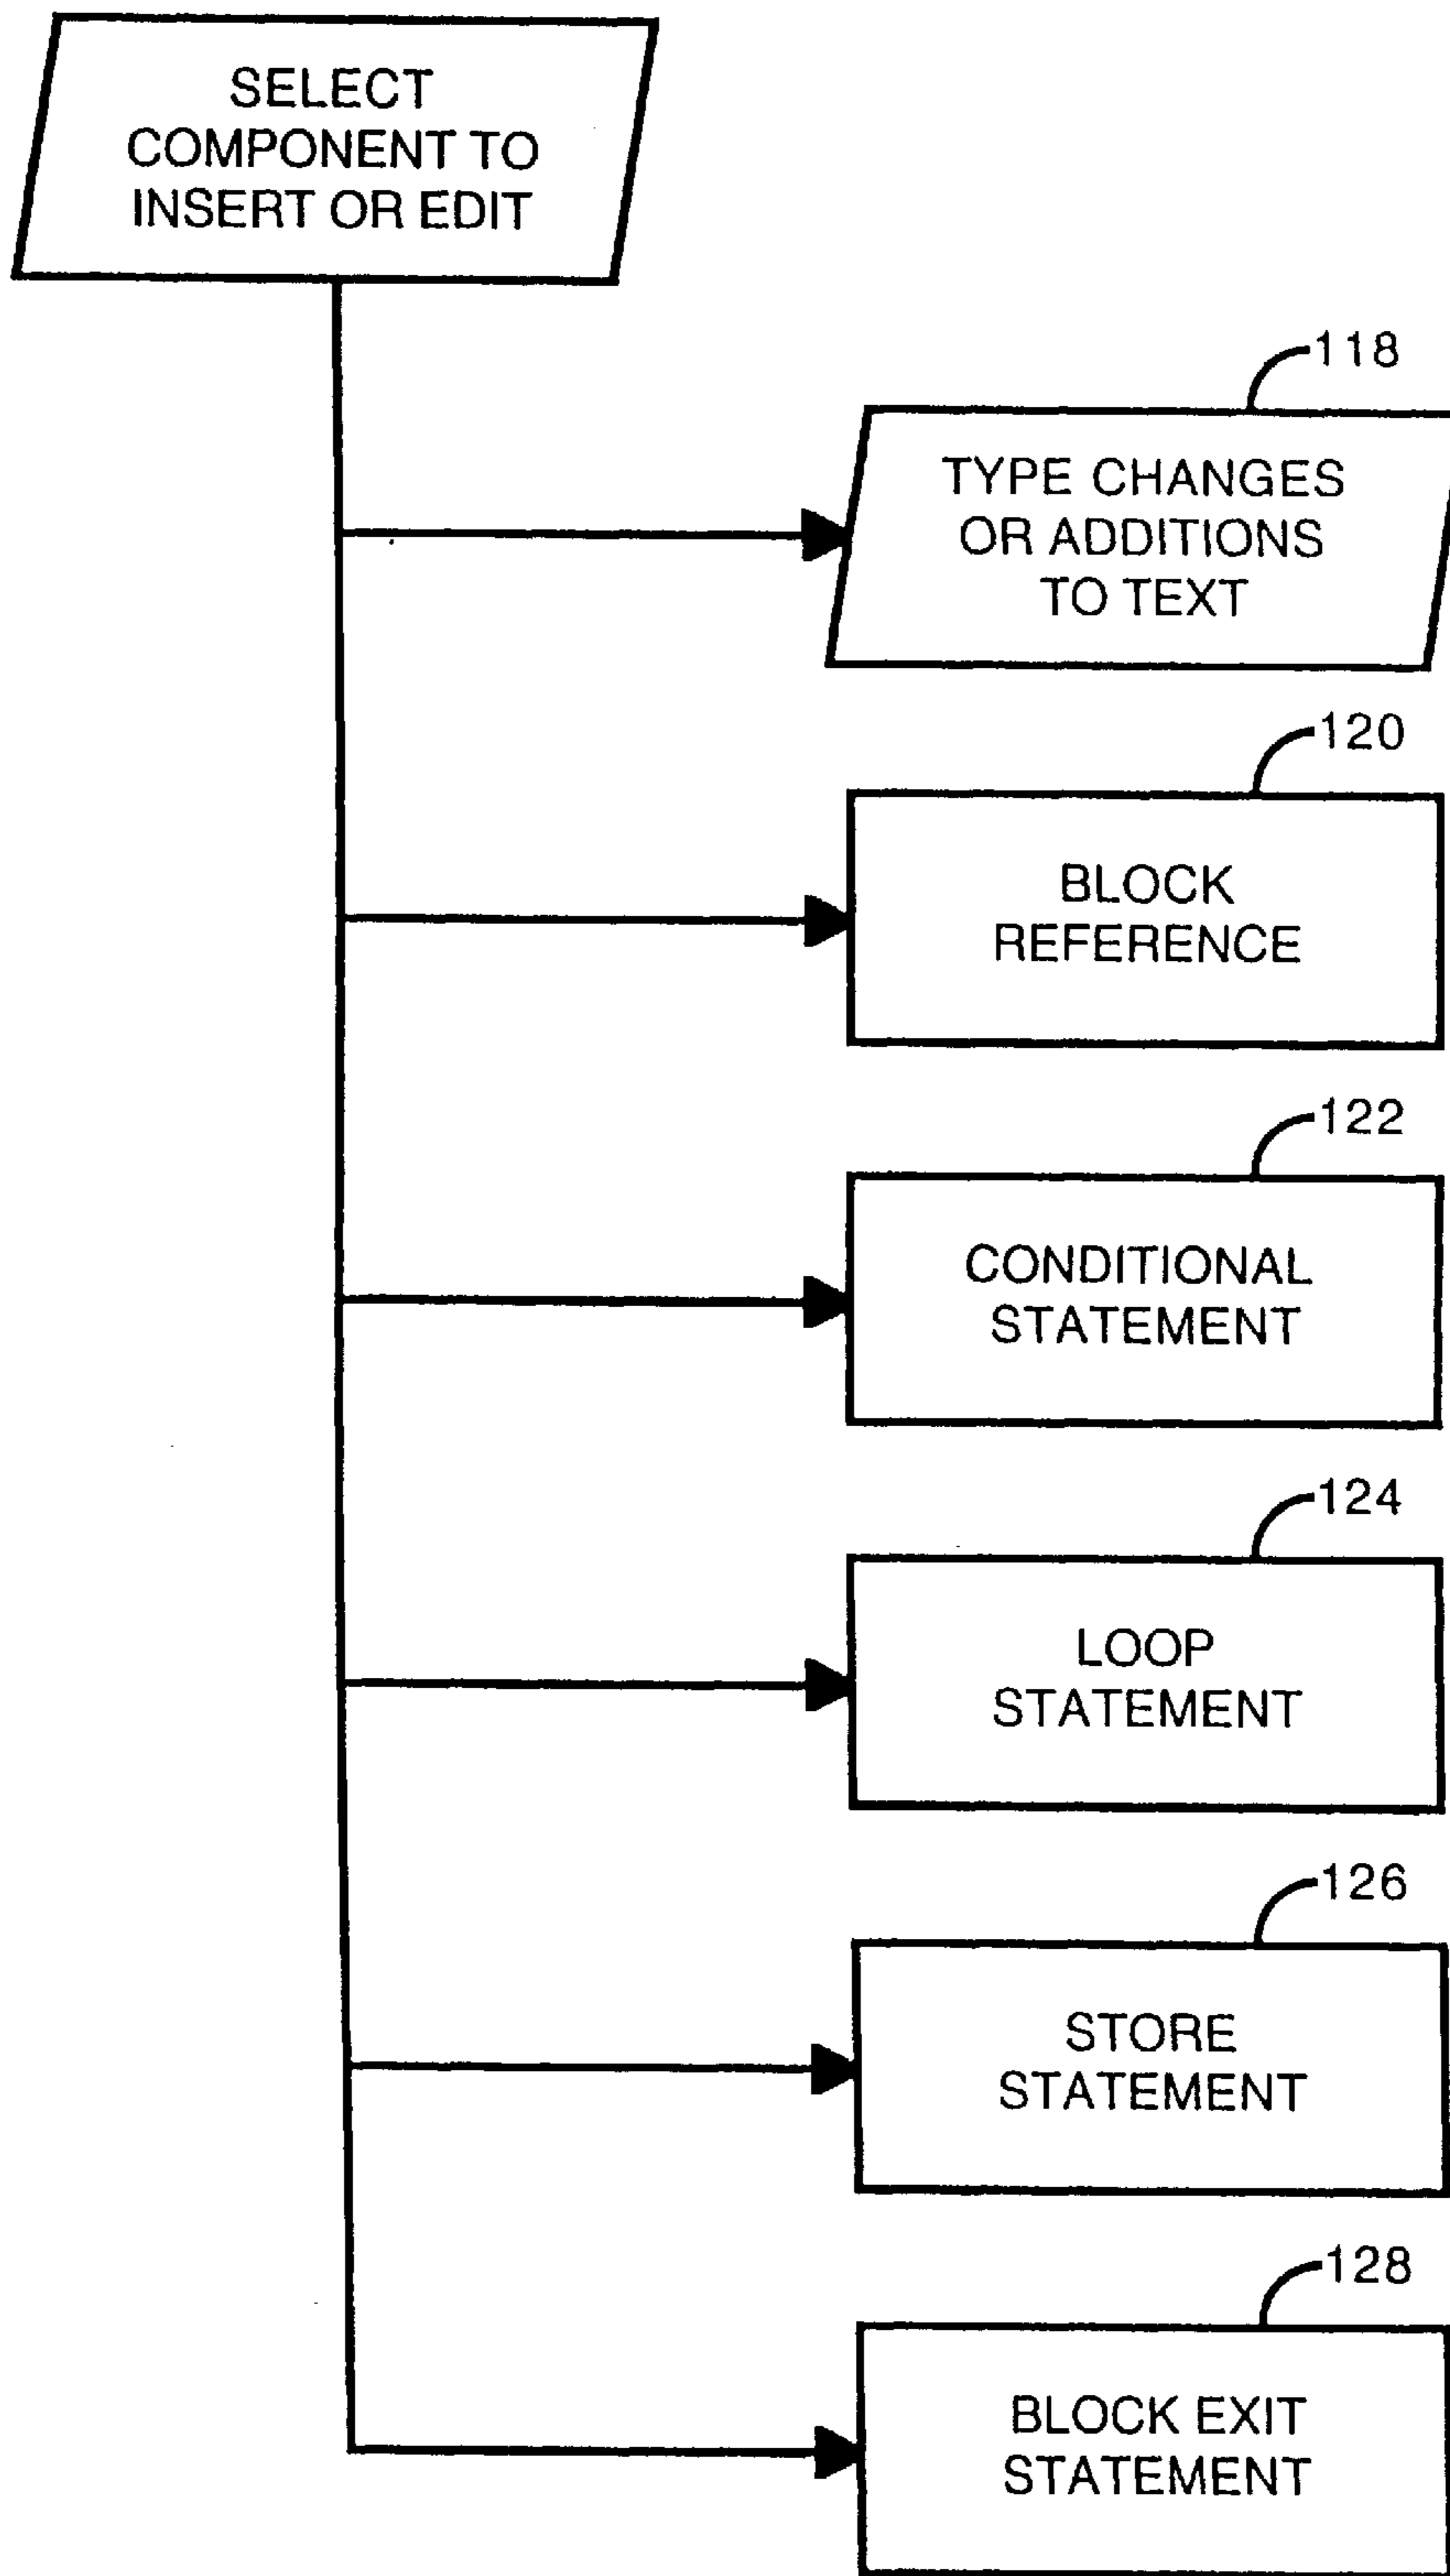 SELECT
COMPONENT TO
INSERT OR EDIT
118
TYPE CHANGES
OR ADDITIONS
TO TEXT
120
BLOCK
REFERENCE
122
CONDITIONAL
STATEMENT
124
LOOP
STATEMENT
126
STORE
STATEMENT
128
BLOCK EXIT
STATEMENT